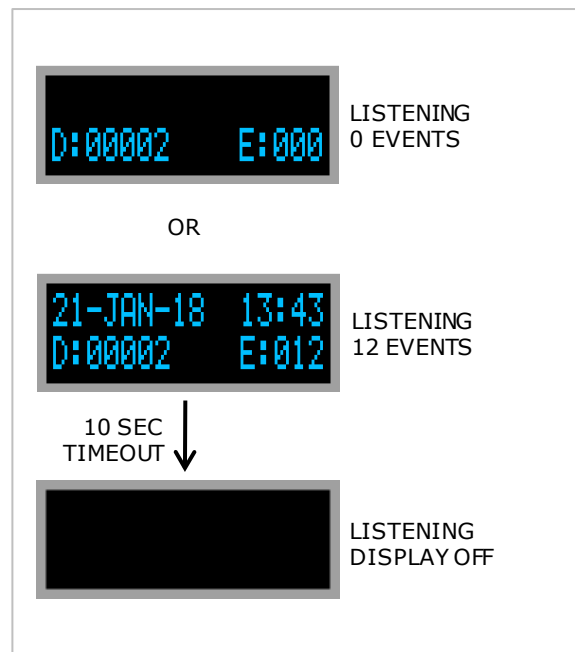 D:00002 E:000
LISTENING
0 EVENTS
OR
21-JAN-18 13:43
D:00002 E:012
LISTENING
12 EVENTS
10 SEC
TIMEOUT
LISTENING
DISPLAY OFF